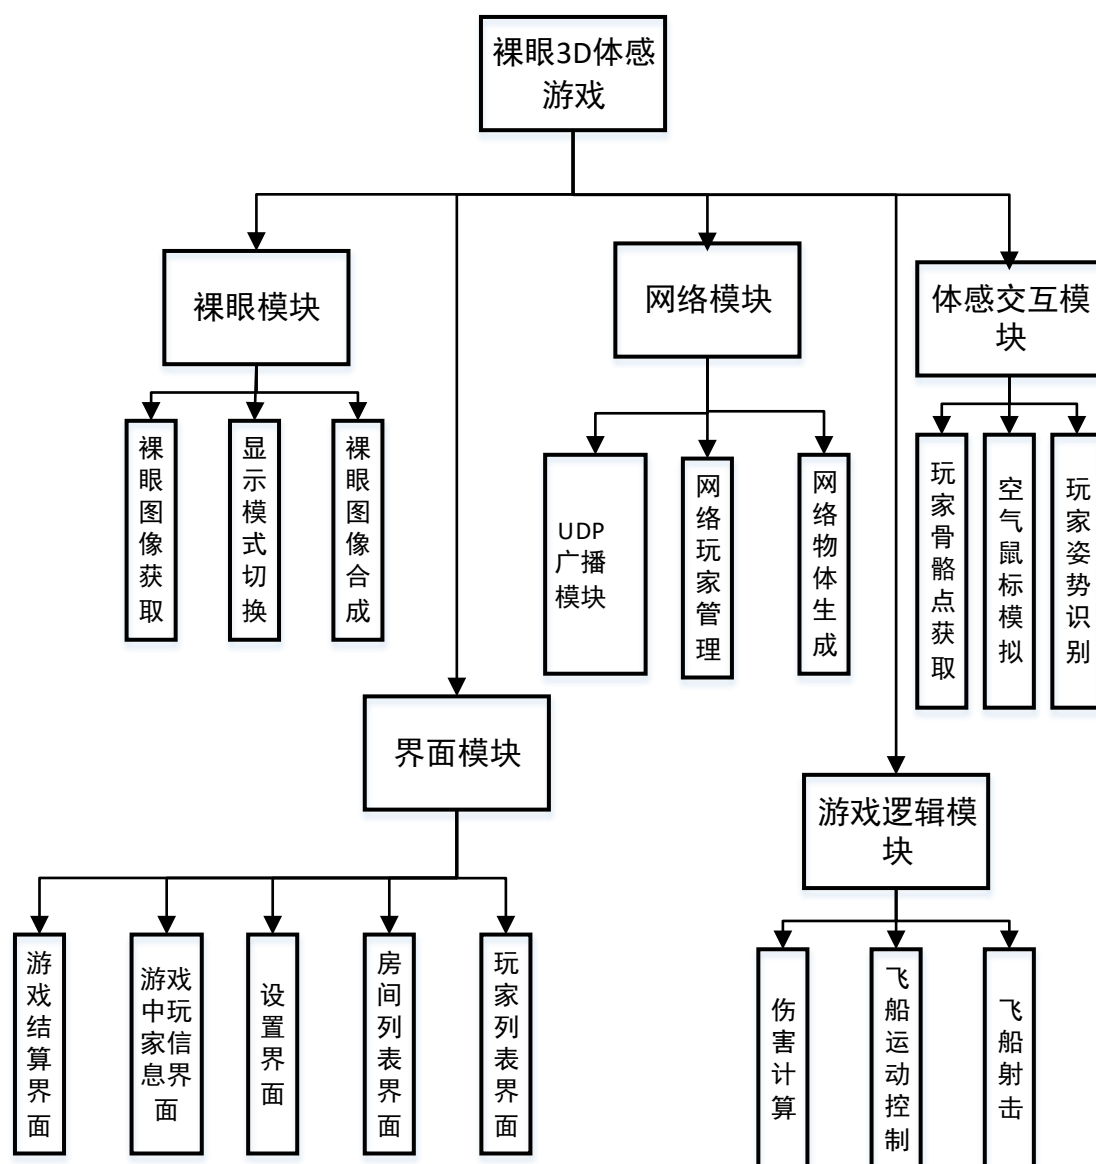 裸眼3D体感
游戏
裸眼模块
网络模块
体感交互模
块
裸眼图像获取
显示模式切换
裸眼图像合成
UDP
广播
模块
网络玩家管理
网络物体生成
玩家骨骼点获取
空气鼠标模拟
玩家姿势识别
界面模块
游戏逻辑模
块
游戏结算界面
游戏
中玩
家信
息界
面
设置界面
房间列表界面
玩家列表界面
伤害计算
飞船运动控制
飞船射击